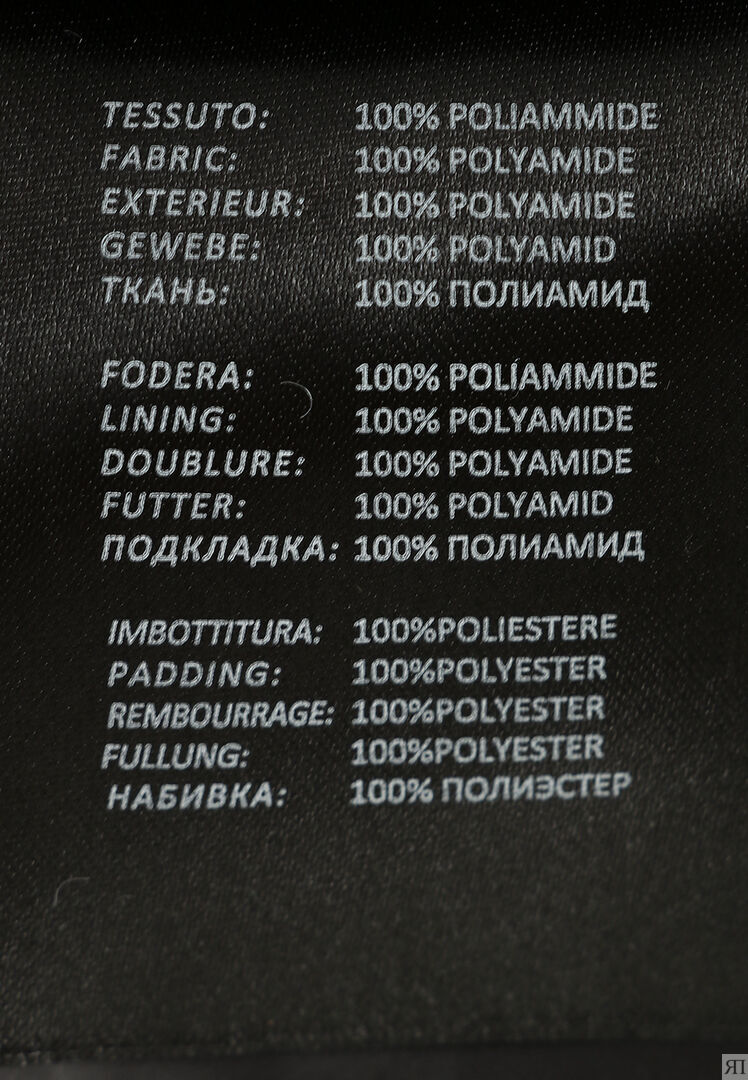 TESSUTO: 100% POLIAMMIDE
FABRIC: 100% POLYAMIDE
EXTERIEUR: 100% POLYAMIDE
GEWEBE: 100% POLYAMID
ТКАНЬ: 100% ПОЛИАМИД
FODERA: 100% POLIAMMIDE
LINING: 100% POLYAMIDE
DOUBLURE: 100% POLYAMIDE
FUTTER: 100% POLYAMID
ПОДКЛАДКА: 100% ПОЛИАМИД
IMBOTTITURA: 100%POLIESTERE
PADDING: 100%POLYESTER
REMBOURRAGE: 100%POLYESTER
FULLUNG: 100%POLYESTER
НАБИВКА: 100% ПОЛИЭСТЕР
ЯП